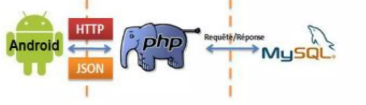 HTTP
Android
php
Requête/Réponse
MySQL
JSON